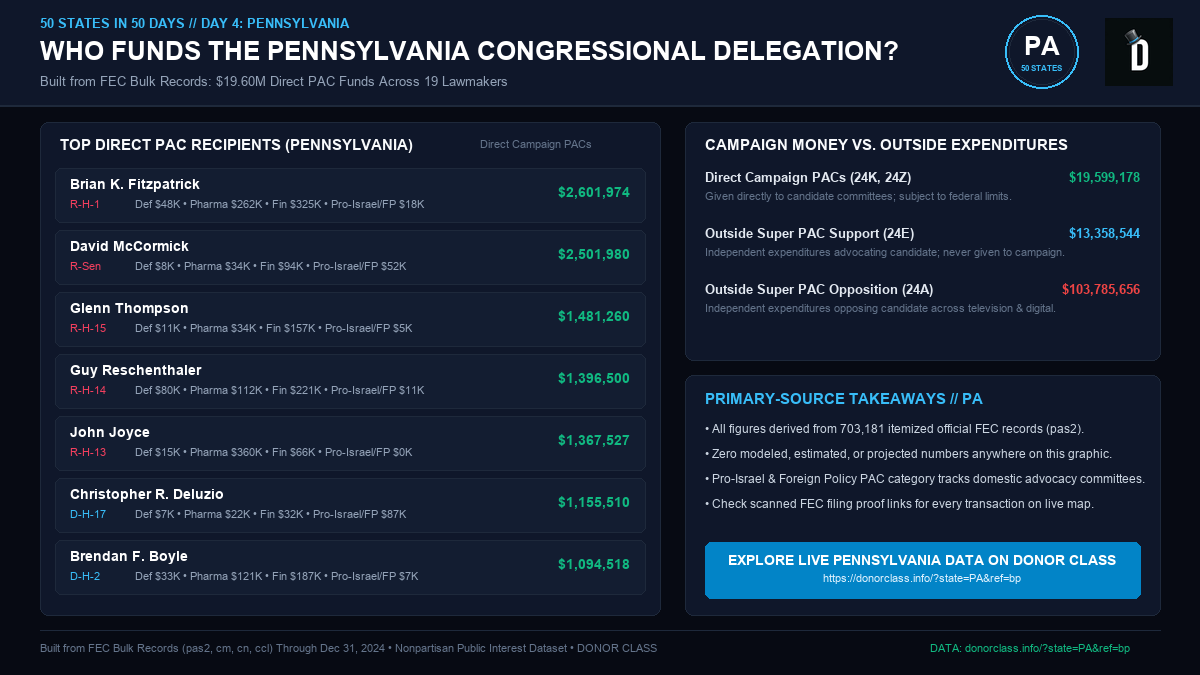 50 STATES IN 50 DAYS // DAY 4: PENNSYLVANIA
WHO FUNDS THE PENNSYLVANIA CONGRESSIONAL DELEGATION?
Built from FEC Bulk Records: $19.60M Direct PAC Funds Across 19 Lawmakers
PA
50 STATES
D
TOP DIRECT PAC RECIPIENTS (PENNSYLVANIA)
Direct Campaign PACs
Brian K. Fitzpatrick
$2,601,974
R-H-1 Def $48K • Pharma $262K • Fin $325K • Pro-Israel/FP $18K
David McCormick
$2,501,980
R-Sen Def $8K • Pharma $34K • Fin $94K • Pro-Israel/FP $52K
Glenn Thompson
$1,481,260
R-H-15 Def $11K • Pharma $34K • Fin $157K • Pro-Israel/FP $5K
Guy Reschenthaler
$1,396,500
R-H-14 Def $80K • Pharma $112K • Fin $221K • Pro-Israel/FP $11K
John Joyce
$1,367,527
R-H-13 Def $15K • Pharma $360K • Fin $66K • Pro-Israel/FP $0K
Christopher R. Deluzio
$1,155,510
D-H-17 Def $7K • Pharma $22K • Fin $32K • Pro-Israel/FP $87K
Brendan F. Boyle
$1,094,518
D-H-2 Def $33K • Pharma $121K • Fin $187K • Pro-Israel/FP $7K
CAMPAIGN MONEY VS. OUTSIDE EXPENDITURES
Direct Campaign PACs (24K, 24Z) $19,599,178
Given directly to candidate committees; subject to federal limits.
Outside Super PAC Support (24E) $13,358,544
Independent expenditures advocating candidate; never given to campaign.
Outside Super PAC Opposition (24A) $103,785,656
Independent expenditures opposing candidate across television & digital.
PRIMARY-SOURCE TAKEAWAYS // PA
• All figures derived from 703,181 itemized official FEC records (pas2).
• Zero modeled, estimated, or projected numbers anywhere on this graphic.
• Pro-Israel & Foreign Policy PAC category tracks domestic advocacy committees.
• Check scanned FEC filing proof links for every transaction on live map.
EXPLORE LIVE PENNSYLVANIA DATA ON DONOR CLASS
https://donorclass.info/?state=PA&ref=bp
Built from FEC Bulk Records (pas2, cm, cn, ccl) Through Dec 31, 2024 • Nonpartisan Public Interest Dataset • DONOR CLASS
DATA: donorclass.info/?state=PA&ref=bp